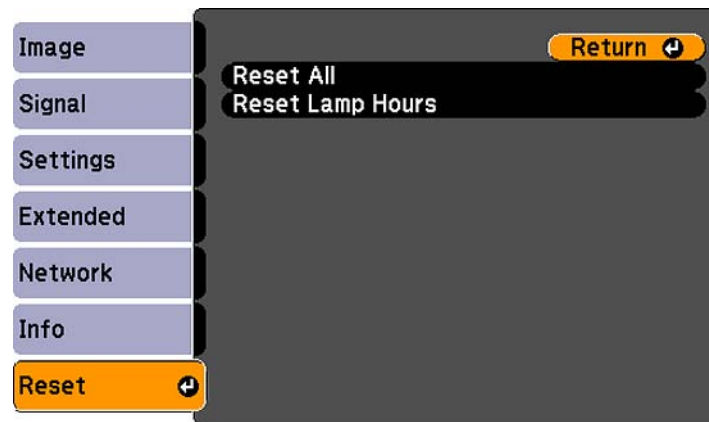 Image
Signal
Settings
Extended
Network
Info
Reset
Return
Reset All
Reset Lamp Hours